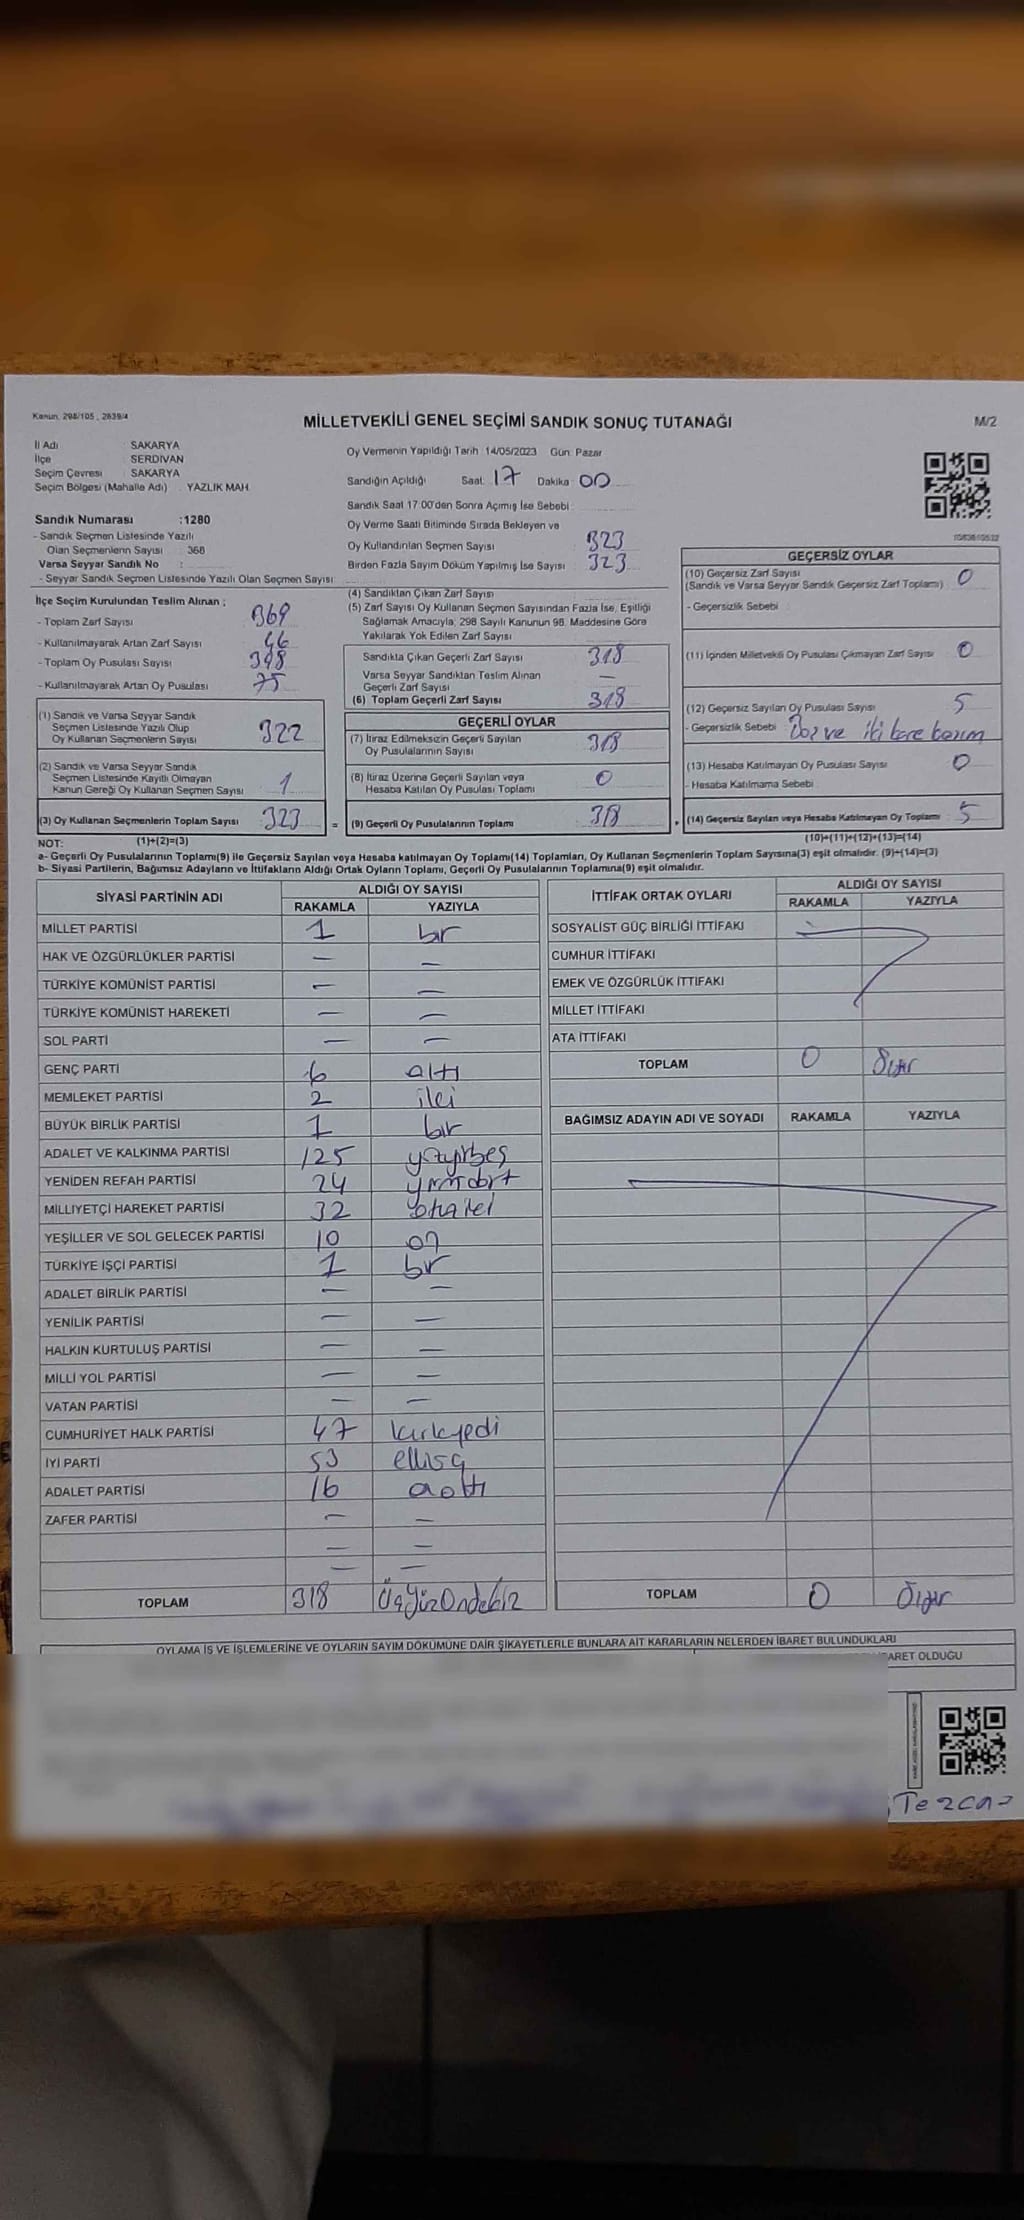 Kanun, 298/105 ; 2839/4
MİLLETVEKİLİ GENEL SEÇİMİ SANDIK SONUÇ TUTANAĞI
M/2
İl Adı : SAKARYA
İlçe : SERDİVAN
Seçim Çevresi : SAKARYA
Seçim Bölgesi (Mahalle Adı) : YAZLIK MAH.
Sandık Numarası :1280
- Sandık Seçmen Listesinde Yazılı
Olan Seçmenlerin Sayısı : 368
Varsa Seyyar Sandık No :
- Seyyar Sandık Seçmen Listesinde Yazılı Olan Seçmen Sayısı :
İlçe Seçim Kurulundan Teslim Alınan ;
- Toplam Zarf Sayısı 369
- Kullanılmayarak Artan Zarf Sayısı 46
- Toplam Oy Pusulası Sayısı 398
- Kullanılmayarak Artan Oy Pusulası 75
(1) Sandık ve Varsa Seyyar Sandık
Seçmen Listesinde Yazılı Olup
Oy Kullanan Seçmenlerin Sayısı 322
(2) Sandık ve Varsa Seyyar Sandık
Seçmen Listesinde Kayıtlı Olmayan
Kanun Gereği Oy Kullanan Seçmen Sayısı 1
(3) Oy Kullanan Seçmenlerin Toplam Sayısı 323
Oy Vermenin Yapıldığı Tarih :14/05/2023 Gün: Pazar
Sandığın Açıldığı Saat: 17 Dakika: 00
Sandık Saat 17:00'den Sonra Açmış İse Sebebi :
Oy Verme Saati Bitiminde Sırada Bekleyen ve
Oy Kullandırılan Seçmen Sayısı 323
Birden Fazla Sayım Döküm Yapılmış İse Sayısı : 323
(4) Sandıktan Çıkan Zarf Sayısı
(5) Zarf Sayısı Oy Kullanan Seçmen Sayısından Fazla İse, Eşitliği
Sağlamak Amacıyla; 298 Sayılı Kanunun 98. Maddesine Göre
Yakılarak Yok Edilen Zarf Sayısı
Sandıkta Çıkan Geçerli Zarf Sayısı 318
Varsa Seyyar Sandıktan Teslim Alınan
Geçerli Zarf Sayısı —
(6) Toplam Geçerli Zarf Sayısı 318
GEÇERLİ OYLAR
(7) İtiraz Edilmeksizin Geçerli Sayılan
Oy Pusulalarının Sayısı 318
(8) İtiraz Üzerine Geçerli Sayılan veya
Hesaba Katılan Oy Pusulası Toplamı 0
= (9) Geçerli Oy Pusulalarının Toplamı 318 +
GEÇERSİZ OYLAR
(10) Geçersiz Zarf Sayısı
(Sandık ve Varsa Seyyar Sandık Geçersiz Zarf Toplamı) 0
- Geçersizlik Sebebi :
(11) İçinden Milletvekili Oy Pusulası Çıkmayan Zarf Sayısı 0
(12) Geçersiz Sayılan Oy Pusulası Sayısı 5
- Geçersizlik Sebebi : Boş ve iki kere basım
(13) Hesaba Katılmayan Oy Pusulası Sayısı 0
- Hesaba Katılmama Sebebi :
(14) Geçersiz Sayılan veya Hesaba Katılmayan Oy Toplamı 5
NOT: (1)+(2)=(3) (10)+(11)+(12)+(13)=(14)
a- Geçerli Oy Pusulalarının Toplamı(9) ile Geçersiz Sayılan veya Hesaba katılmayan Oy Toplamı(14) Toplamları, Oy Kullanan Seçmenlerin Toplam Sayısına(3) eşit olmalıdır. (9)+(14)=(3)
b- Siyasi Partilerin, Bağımsız Adayların ve İttifakların Aldığı Ortak Oyların Toplamı, Geçerli Oy Pusulalarının Toplamına(9) eşit olmalıdır.
SİYASİ PARTİNİN ADI ALDIĞI OY SAYISI
RAKAMLA YAZIYLA
MİLLET PARTİSİ 1 bir
HAK VE ÖZGÜRLÜKLER PARTİSİ — —
TÜRKİYE KOMÜNİST PARTİSİ — —
TÜRKİYE KOMÜNİST HAREKETİ — —
SOL PARTİ — —
GENÇ PARTİ 6 altı
MEMLEKET PARTİSİ 2 iki
BÜYÜK BİRLİK PARTİSİ 1 bir
ADALET VE KALKINMA PARTİSİ 125
YENİDEN REFAH PARTİSİ 24
MİLLİYETÇİ HAREKET PARTİSİ 32 otuziki
YEŞİLLER VE SOL GELECEK PARTİSİ 10 on
TÜRKİYE İŞÇİ PARTİSİ 1 bir
ADALET BİRLİK PARTİSİ — —
YENİLİK PARTİSİ — —
HALKIN KURTULUŞ PARTİSİ — —
MİLLİ YOL PARTİSİ — —
VATAN PARTİSİ — —
CUMHURİYET HALK PARTİSİ 47 kırkyedi
İYİ PARTİ 53 elliüç
ADALET PARTİSİ 16
ZAFER PARTİSİ — —
— —
— —
TOPLAM 318 ÜçYüzOnsekiz
İTTİFAK ORTAK OYLARI ALDIĞI OY SAYISI
RAKAMLA YAZIYLA
SOSYALİST GÜÇ BİRLİĞİ İTTİFAKI
CUMHUR İTTİFAKI
EMEK VE ÖZGÜRLÜK İTTİFAKI
MİLLET İTTİFAKI
ATA İTTİFAKI
TOPLAM 0 Sıfır
BAĞIMSIZ ADAYIN ADI VE SOYADI RAKAMLA YAZIYLA
TOPLAM 0 Sıfır
OYLAMA İŞ VE İŞLEMLERİNE VE OYLARIN SAYIM DÖKÜMÜNE DAİR ŞİKAYETLERLE BUNLARA AİT KARARLARIN NELERDEN İBARET BULUNDUKLARI
BARET OLDUĞU
Tezcan